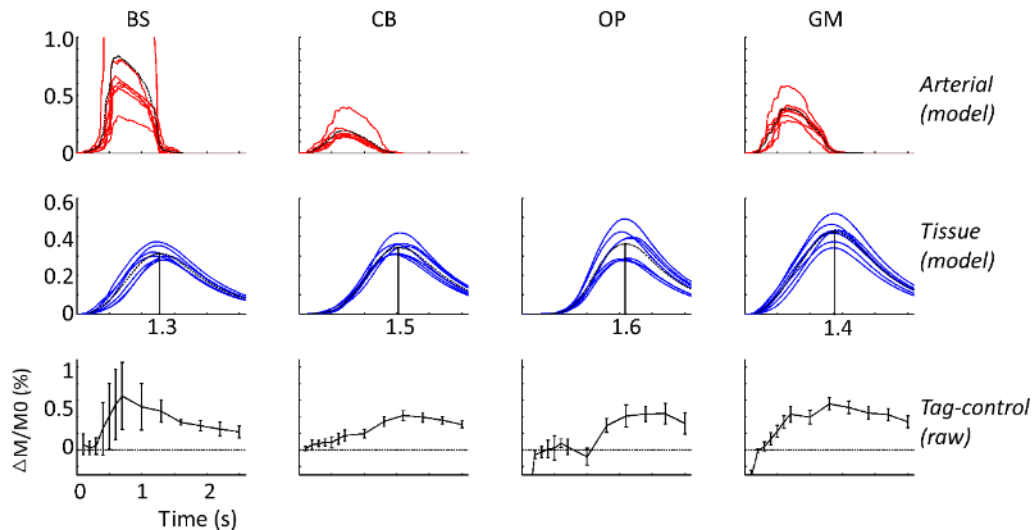 BS CB OP GM
1.0
0.5
0
Arterial
(model)
0.6
0.4
0.2
0
Tissue
(model)
1.3 1.5 1.6 1.4
△M/M0 (%)
1
0.5
0
Tag-control
(raw)
0 1 2
Time (s)